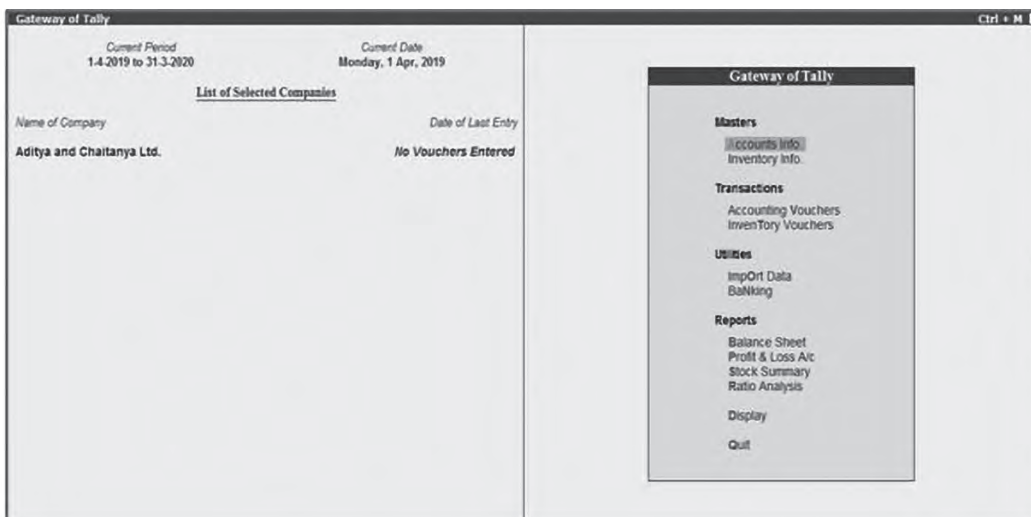 Gateway of Tally
Ctrl + M
Current Period
1-4-2019 to 31-3-2020
Current Date
Monday, 1 Apr, 2019
List of Selected Companies
Name of Company
Date of Last Entry
Aditya and Chaitanya Ltd.
No Vouchers Entered
Gateway of Tally
Masters
Accounts Info.
Inventory Info.
Transactions
Accounting Vouchers
InvenTory Vouchers
Utilities
ImpOrt Data
BaNking
Reports
Balance Sheet
Profit & Loss A/c
Stock Summary
Ratio Analysis
Display
Quit